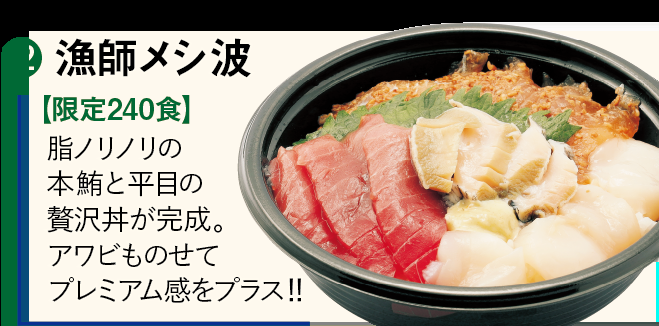 2 漁師メシ波
【限定240食】
脂ノリノリの
本鮪と平目の
贅沢丼が完成。
アワビものせて
プレミアム感をプラス!!